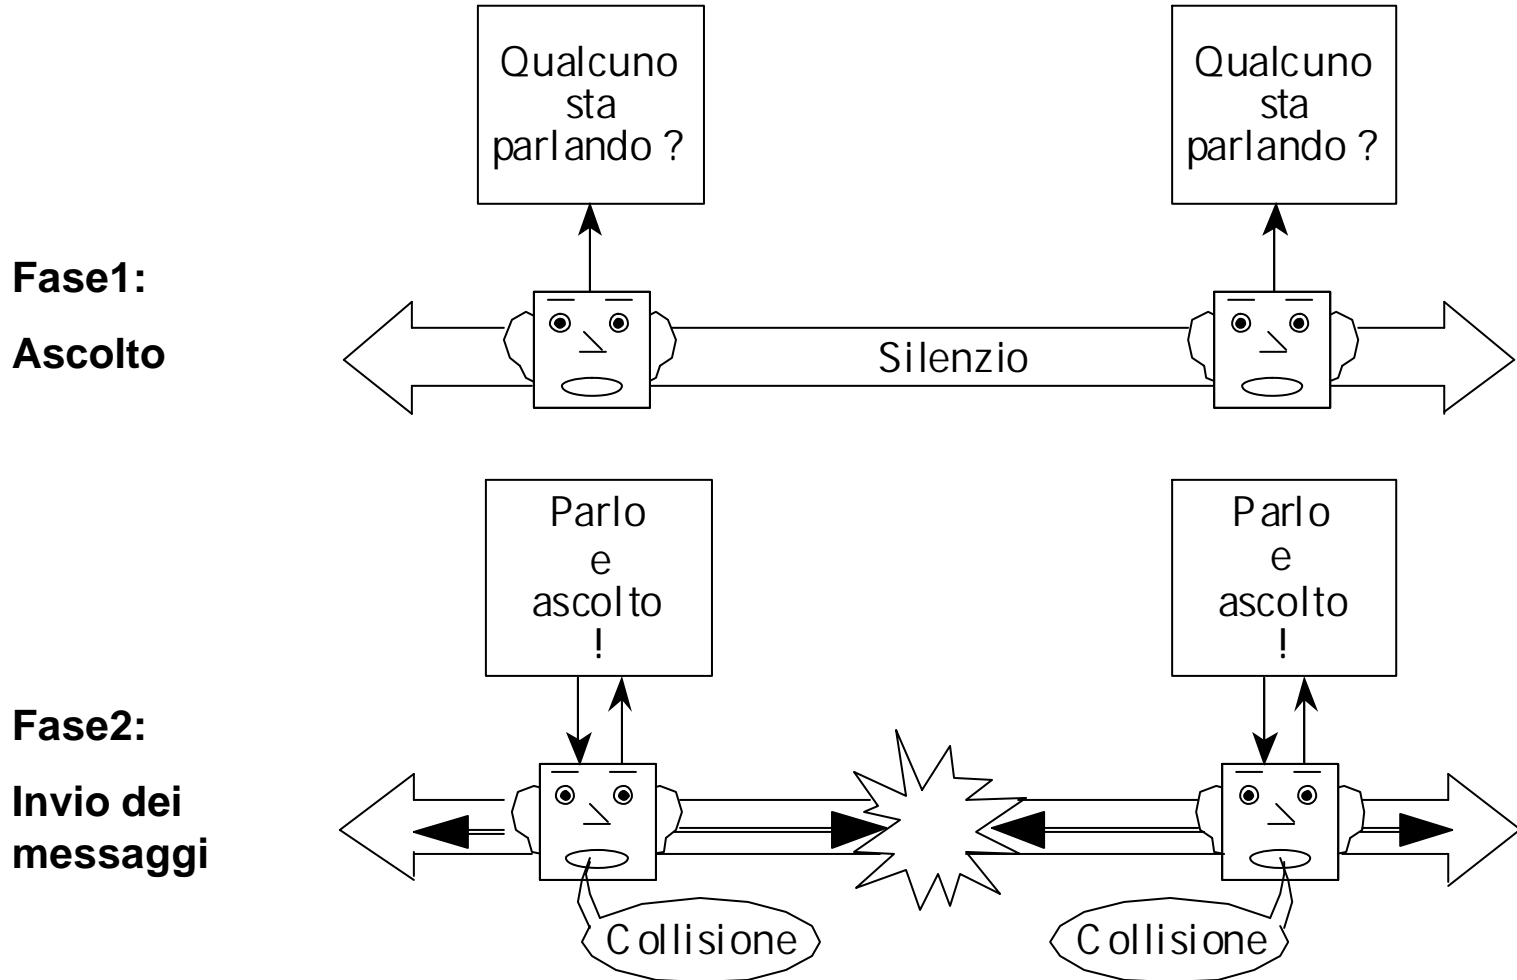 Qualcuno
sta
parlando ?
Qualcuno
sta
parlando ?
Fase1:
Ascolto
Silenzio
Parlo
e
ascolto
!
Parlo
e
ascolto
!
Fase2:
Invio dei
messaggi
Collisione
Collisione